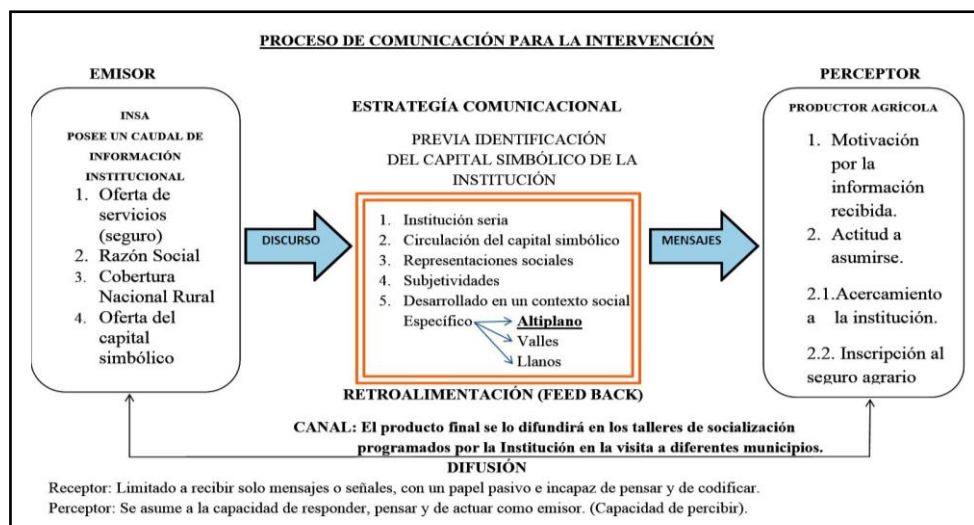 PROCESO DE COMUNICACIÓN PARA LA INTERVENCIÓN
EMISOR
INSA
POSEE UN CAUDAL DE
INFORMACIÓN
INSTITUCIONAL
1. Oferta de
servicios
(seguro)
2. Razón Social
3. Cobertura
Nacional Rural
4. Oferta del
capital
simbólico
DISCURSO
ESTRATEGÍA COMUNICACIONAL
PREVIA IDENTIFICACIÓN
DEL CAPITAL SIMBÓLICO DE LA
INSTITUCIÓN
1. Institución seria
2. Circulación del capital simbólico
3. Representaciones sociales
4. Subjetividades
5. Desarrollado en un contexto social
Específico
Altiplano
Valles
Llanos
MENSAJES
PERCEPTOR
PRODUCTOR AGRÍCOLA
1. Motivación
por la
información
recibida.
2. Actitud a
asumirse.
2.1.Acercamiento
a la institución.
2.2. Inscripción al
seguro agrario
RETROALIMENTACIÓN (FEED BACK)
CANAL: El producto final se lo difundirá en los talleres de socialización
programados por la Institución en la visita a diferentes municipios.
DIFUSIÓN
Receptor: Limitado a recibir solo mensajes o señales, con un papel pasivo e incapaz de pensar y de codificar.
Perceptor: Se asume a la capacidad de responder, pensar y de actuar como emisor. (Capacidad de percibir).